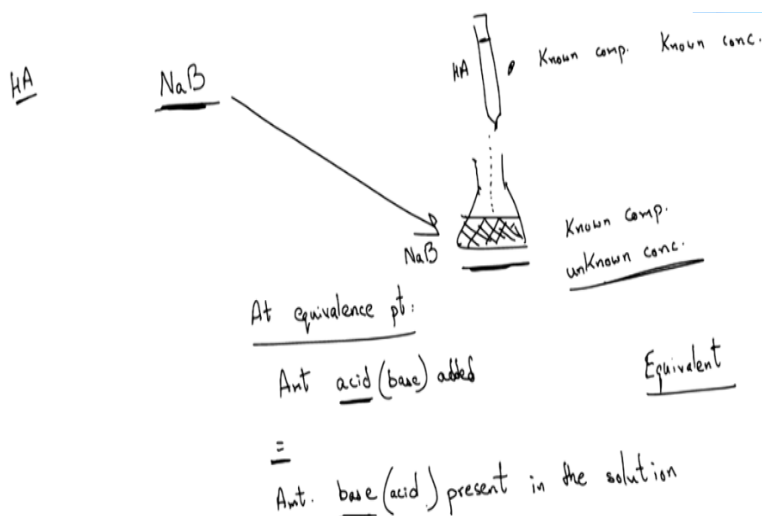 HA
NaB
HA
Known comp. Known conc.
NaB
Known comp.
unknown conc.
At equivalence pt:
Amt acid (base) added
Equivalent
=
Amt. base (acid) present in the solution